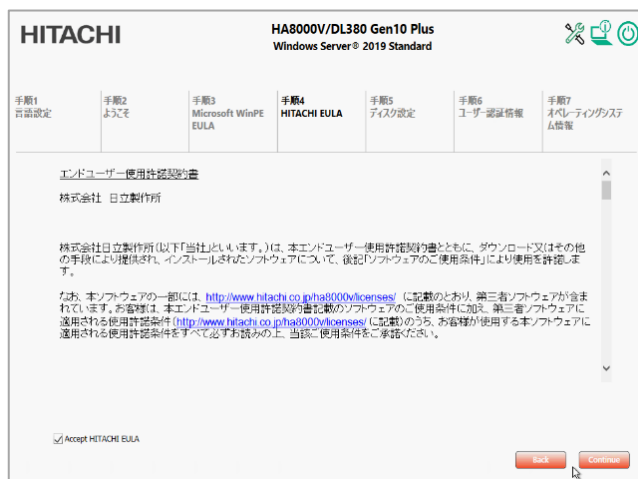 HITACHI
HA8000V/DL380 Gen10 Plus
Windows Server® 2019 Standard
手順1
言語設定
手順2
ようこそ
手順3
Microsoft WinPE
EULA
手順4
HITACHI EULA
手順5
ディスク設定
手順6
ユーザー認証情報
手順7
オペレーティングシステ
ム情報
エンドユーザー使用許諾契約書
株式会社 日立製作所
株式会社日立製作所(以下「当社」といいます。)は、本エンドユーザー使用許諾契約書とともに、ダウンロード又はその他
の手段により提供され、インストールされたソフトウェアについて、後記「ソフトウェアのご使用条件」により使用を許諾しま
す。
なお、本ソフトウェアの一部には、http://www.hitachi.co.jp/ha8000v/licenses/ に記載のとおり、第三者ソフトウェアが含ま
れています。お客様は、本エンドユーザー使用許諾契約書記載のソフトウェアのご使用条件に加え、第三者ソフトウェアに
適用される使用許諾条件(http://www.hitachi.co.jp/ha8000v/licenses/ に記載)のうち、お客様が使用する本ソフトウェアに
適用される使用許諾条件をすべて必ずお読みの上、当該ご使用条件をご承諾ください。
Accept HITACHI EULA
Back
Continue